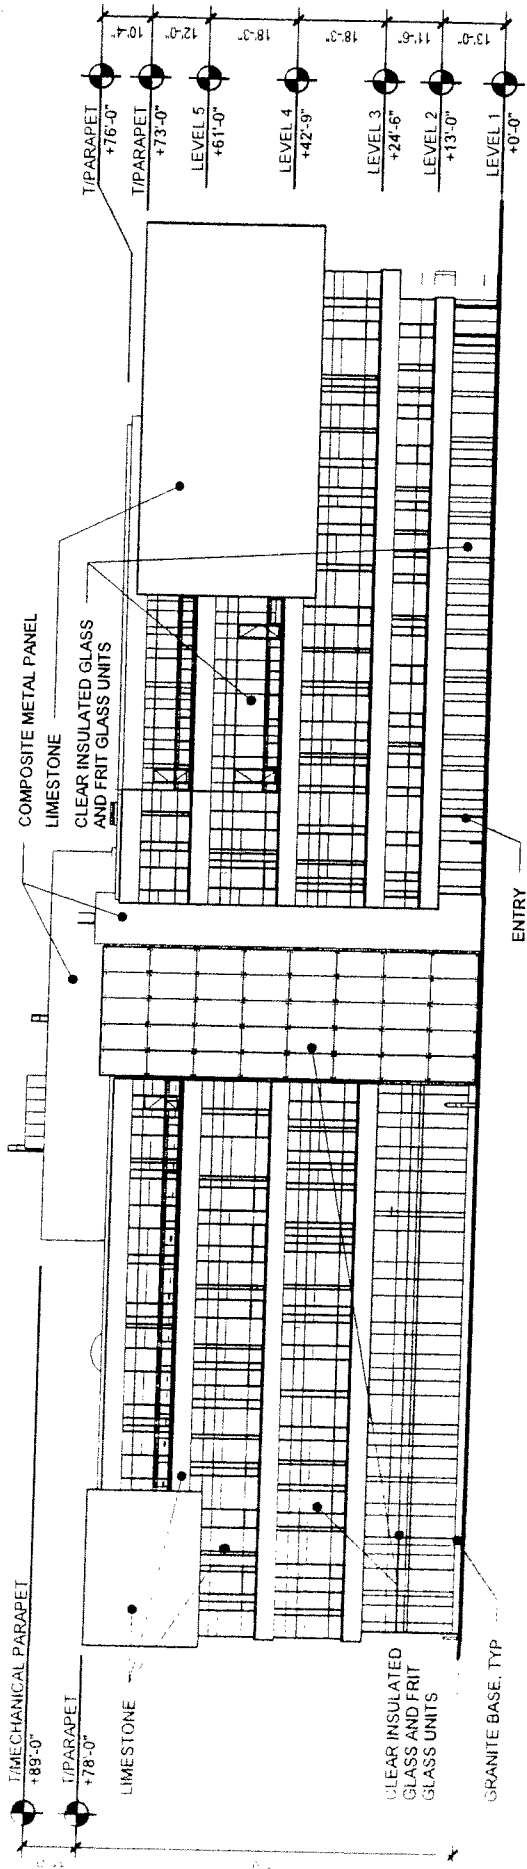 T/MECHANICAL PARAPET
+89'-0"
T/PARAPET
+78'-0"
LIMESTONE
CLEAR INSULATED
GLASS AND FRIT
GLASS UNITS
GRANITE BASE, TYP
COMPOSITE METAL PANEL
LIMESTONE
CLEAR INSULATED GLASS
AND FRIT GLASS UNITS
ENTRY
T/PARAPET
+76'-0"
T/PARAPET
+73'-0"
LEVEL 5
+61'-0"
LEVEL 4
+42'-9"
LEVEL 3
+24'-6"
LEVEL 2
+13'-0"
LEVEL 1
+0'-0"
10'-4"
12'-0"
18'-3"
18'-3"
11'-6"
13'-0"